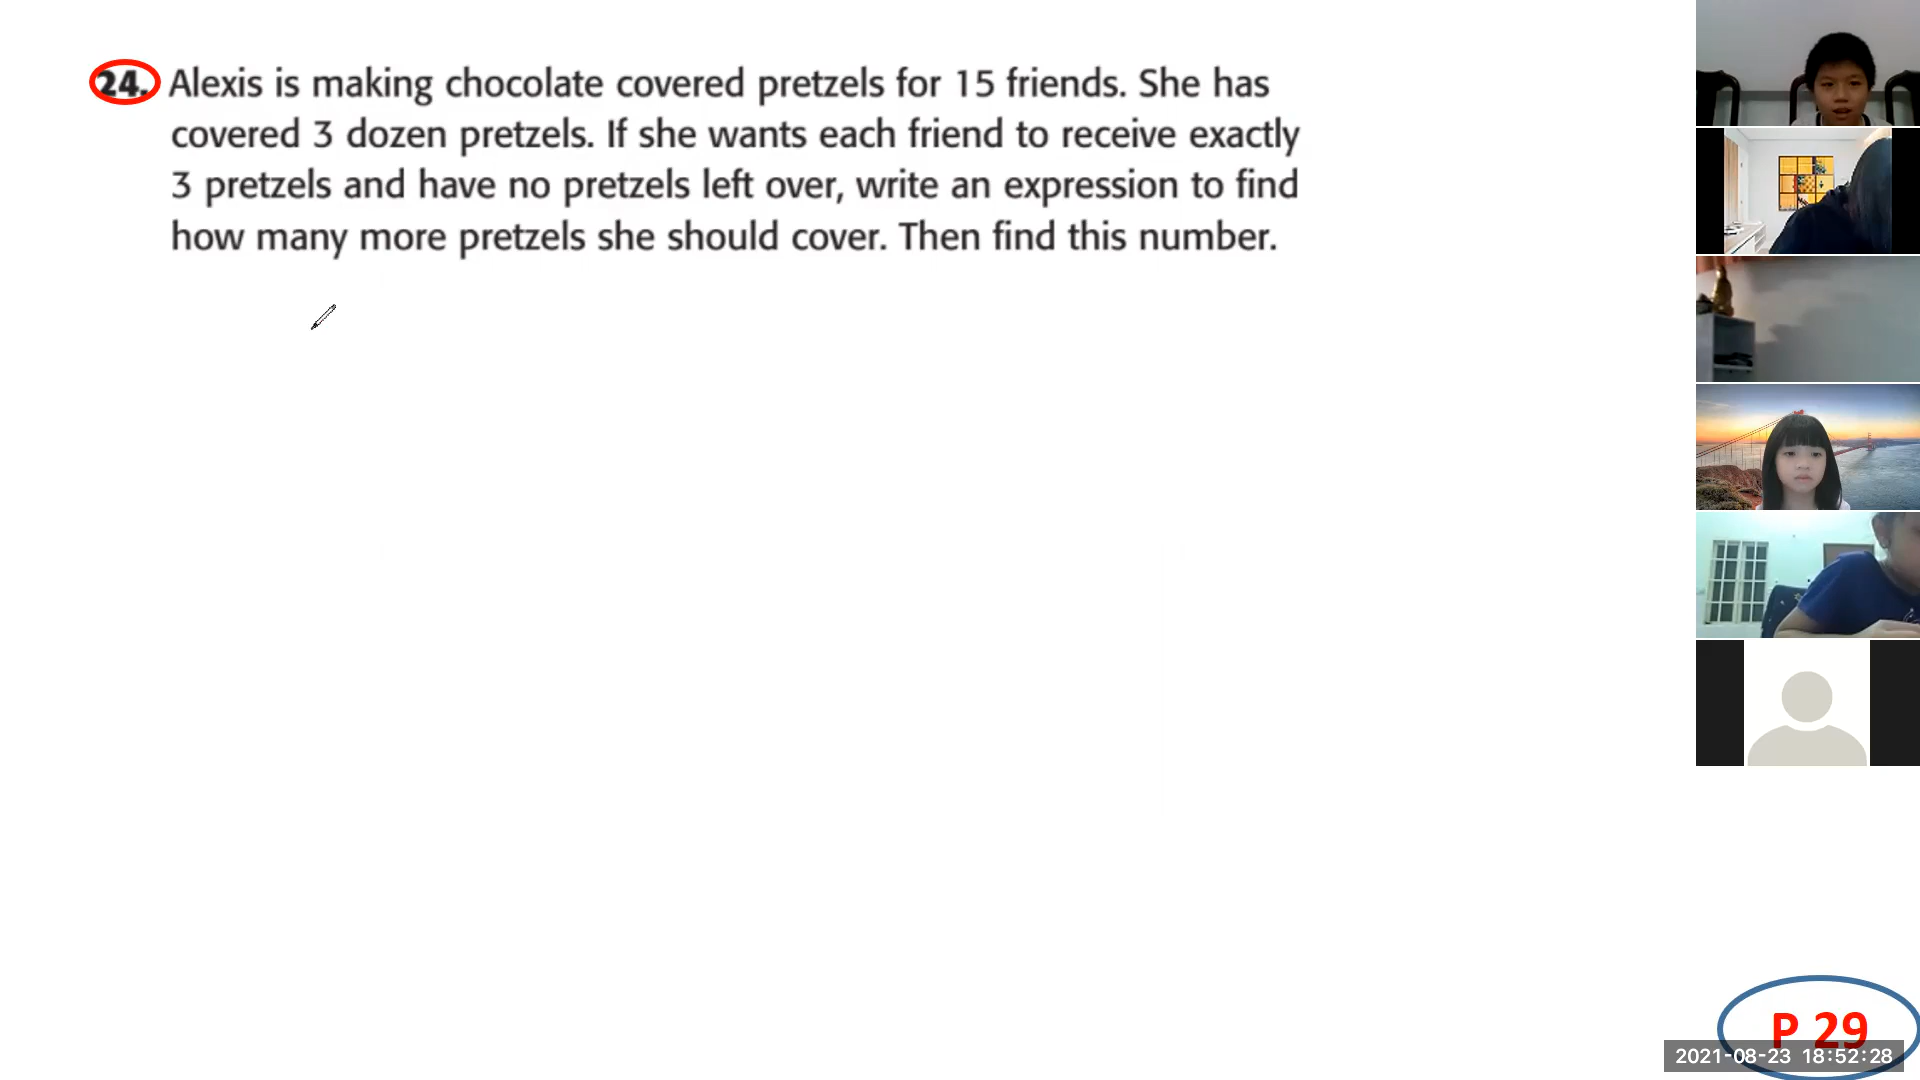 24. Alexis is making chocolate covered pretzels for 15 friends. She has
covered 3 dozen pretzels. If she wants each friend to receive exactly
3 pretzels and have no pretzels left over, write an expression to find
how many more pretzels she should cover. Then find this number.
P 29
2021-08-23 18:52:28